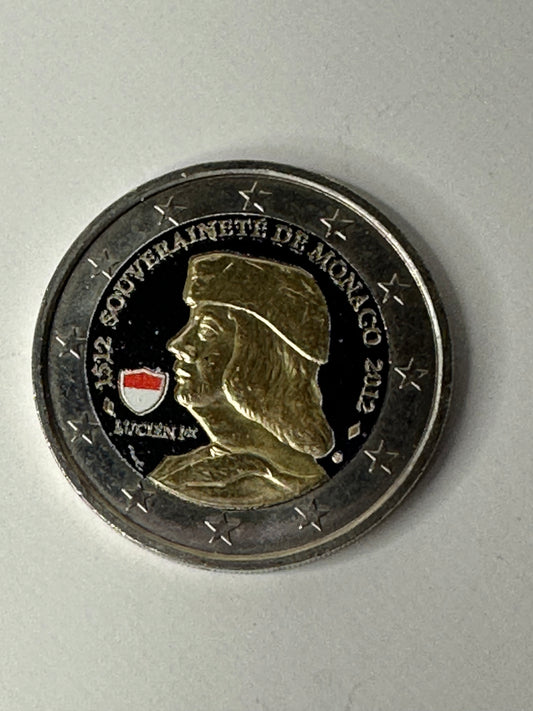 1512 SOUVERAINETÉ DE MONACO 2012
LUCIEN Ier